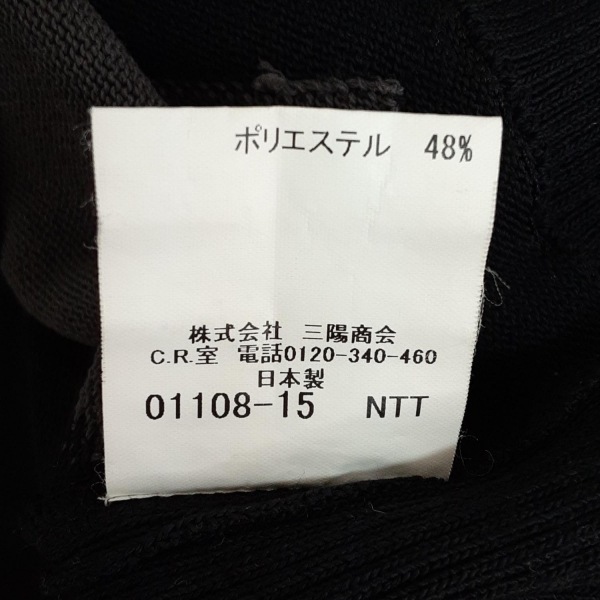 ポリエステル 48%
株式会社 三陽商会
C.R.室 電話0120-340-460
日本製
01108-15 NTT